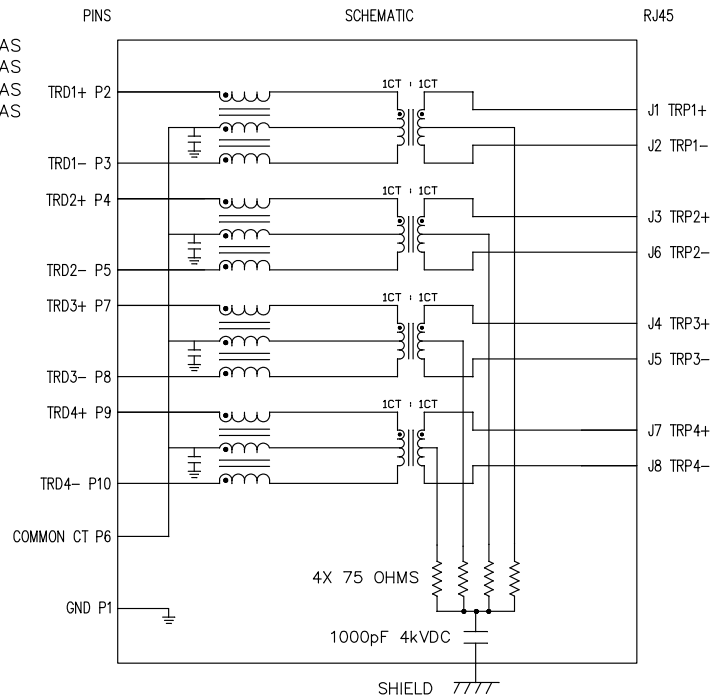 PINS SCHEMATIC RJ45
AS
AS
AS
AS
1CT : 1CT
TRD1+ P2
J1 TRP1+
J2 TRP1-
TRD1- P3
1CT : 1CT
TRD2+ P4
J3 TRP2+
J6 TRP2-
TRD2- P5
1CT : 1CT
TRD3+ P7
J4 TRP3+
J5 TRP3-
TRD3- P8
1CT : 1CT
TRD4+ P9
J7 TRP4+
J8 TRP4-
TRD4- P10
COMMON CT P6
4X 75 OHMS
GND P1
1000pF 4kVDC
SHIELD